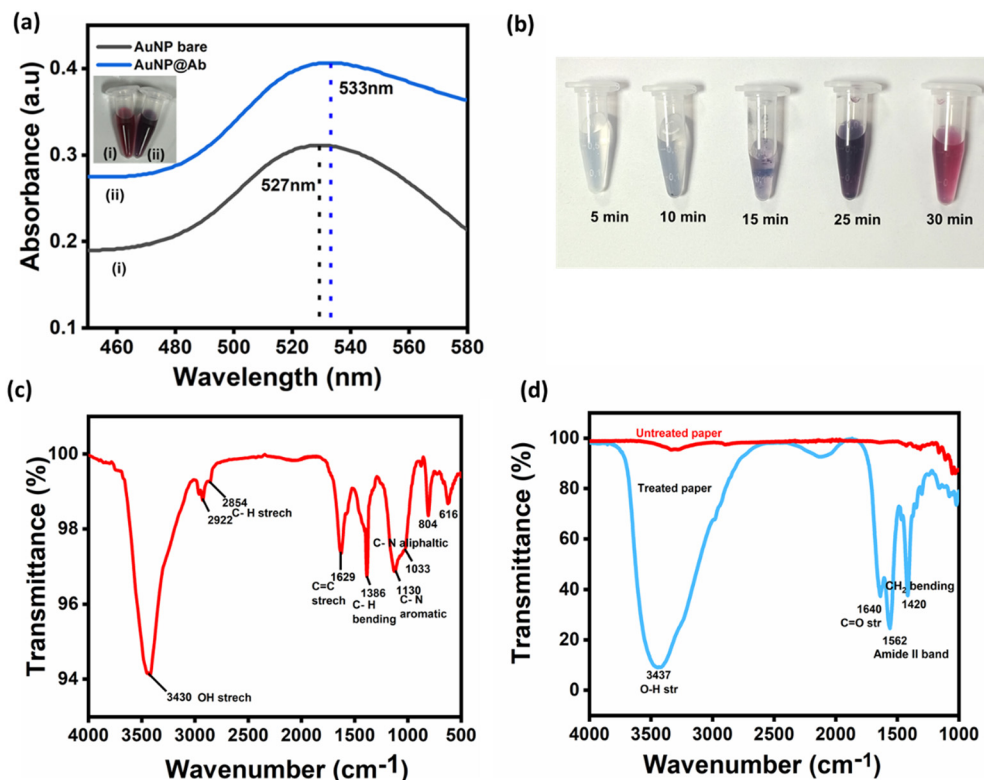 (a)
AuNP bare
AuNP@Ab
(i)
(ii)
533nm
527nm
(ii)
(i)
0.4
0.3
0.2
0.1
Absorbance (a.u)
460 480 500 520 540 560 580
Wavelength (nm)
(b)
5 min 10 min 15 min 25 min 30 min
(c)
100
98
96
94
Transmittance (%)
2854
2922 C- H strech
3430 OH strech
1629
C=C
strech
1386
C- H
bending
C- N aliphaltic
1033
1130
C- N
aromatic
804
616
4000 3500 3000 2500 2000 1500 1000 500
Wavenumber (cm-1)
(d)
Untreated paper
Treated paper
100
80
60
40
20
0
Transmittance (%)
3437
O-H str
1640
C=O str
CH2 bending
1420
1562
Amide II band
4000 3500 3000 2500 2000 1500 1000
Wavenumber (cm-1)